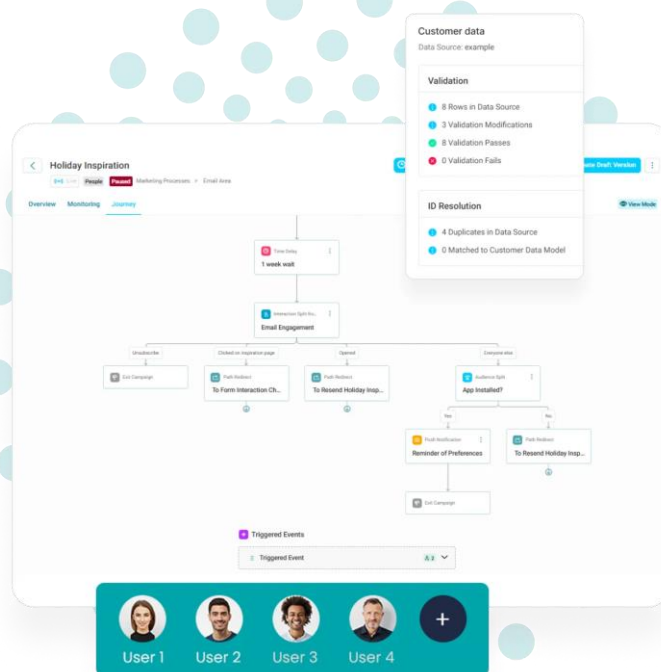 Customer data
Data Source: example
Validation
8 Rows in Data Source
3 Validation Modifications
8 Validation Passes
0 Validation Fails
ID Resolution
4 Duplicates in Data Source
0 Matched to Customer Data Model
Holiday Inspiration
Live People Paused Marketing Processes > Email Area
Draft Version
Overview Monitoring Journey
View Mode
Time Delay
1 week wait
Interaction Split
Email Engagement
Unsubscribe Clicked on inspiration page Opened Everyone else
Exit Campaign
Path Redirect
To Form Interaction Ch...
Path Redirect
To Resend Holiday Insp...
Audience Split
App Installed?
Yes No
Push Notification
Reminder of Preferences
Path Redirect
To Resend Holiday Insp...
Exit Campaign
Triggered Events
Triggered Event
User 1 User 2 User 3 User 4
+